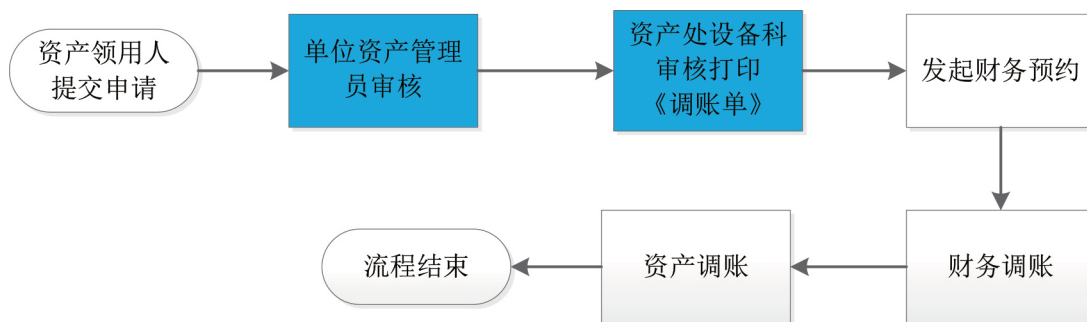 资产领用人
提交申请
单位资产管理
员审核
资产处设备科
审核打印
《调账单》
发起财务预约
财务调账
资产调账
流程结束